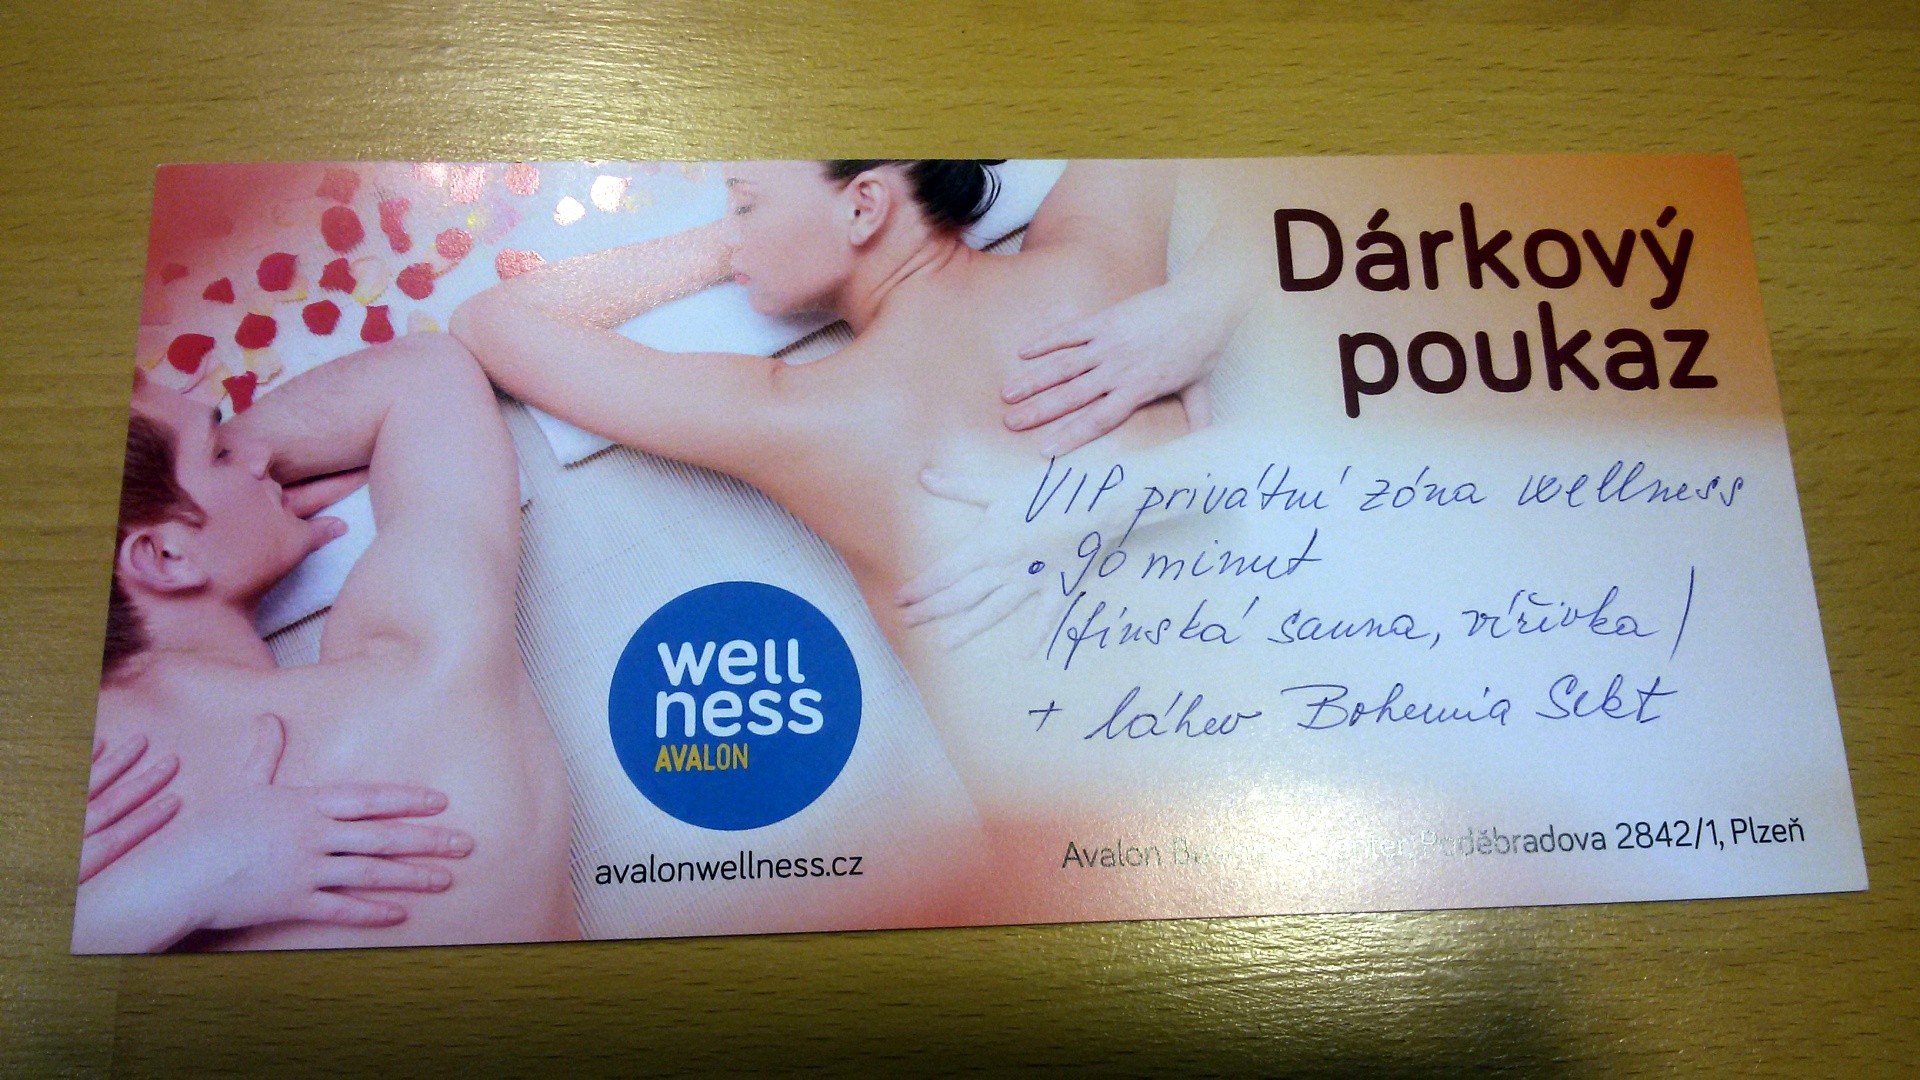 Dárkový
poukaz
VIP privátní zóna wellness
• 90 minut
(finská sauna, vířivka)
+ láhev Bohemia Sekt
well
ness
AVALON
avalonwellness.cz
Avalon Poděbradova 2842/1, Plzeň